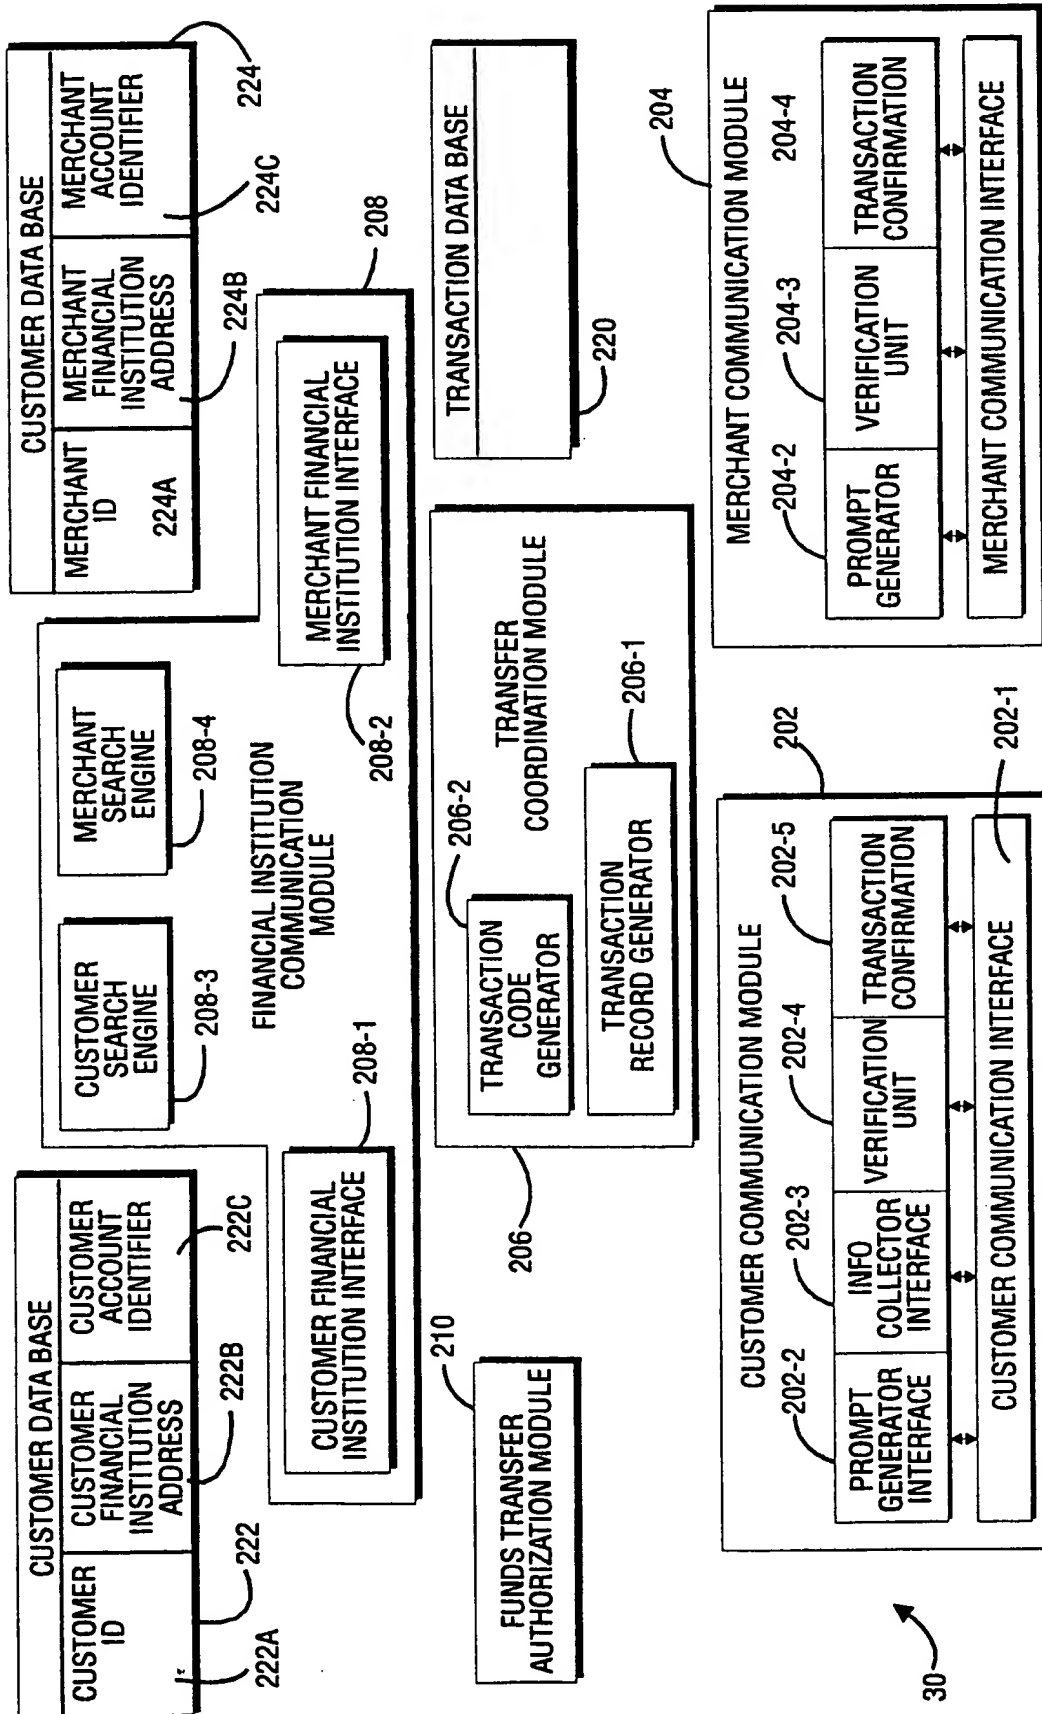 CUSTOMER DATA BASE
CUSTOMER
ID
CUSTOMER
FINANCIAL
INSTITUTION
ADDRESS
CUSTOMER
ACCOUNT
IDENTIFIER
222A
222
222B
222C
CUSTOMER
SEARCH
ENGINE
208-3
MERCHANT
SEARCH
ENGINE
208-4
FINANCIAL INSTITUTION
COMMUNICATION
MODULE
CUSTOMER FINANCIAL
INSTITUTION INTERFACE
208-1
MERCHANT FINANCIAL
INSTITUTION INTERFACE
208-2
208
CUSTOMER DATA BASE
MERCHANT
ID
MERCHANT
FINANCIAL
INSTITUTION
ADDRESS
MERCHANT
ACCOUNT
IDENTIFIER
224A
224B
224C
224
FUNDS TRANSFER
AUTHORIZATION MODULE
210
206
TRANSACTION
CODE
GENERATOR
206-2
TRANSFER
COORDINATION MODULE
TRANSACTION
RECORD GENERATOR
206-1
TRANSACTION DATA BASE
220
30
CUSTOMER COMMUNICATION MODULE
202
202-2
202-3
202-4
202-5
PROMPT
GENERATOR
INTERFACE
INFO
COLLECTOR
INTERFACE
VERIFICATION
UNIT
TRANSACTION
CONFIRMATION
CUSTOMER COMMUNICATION INTERFACE
202-1
MERCHANT COMMUNICATION MODULE
204
204-2
204-3
204-4
PROMPT
GENERATOR
VERIFICATION
UNIT
TRANSACTION
CONFIRMATION
MERCHANT COMMUNICATION INTERFACE